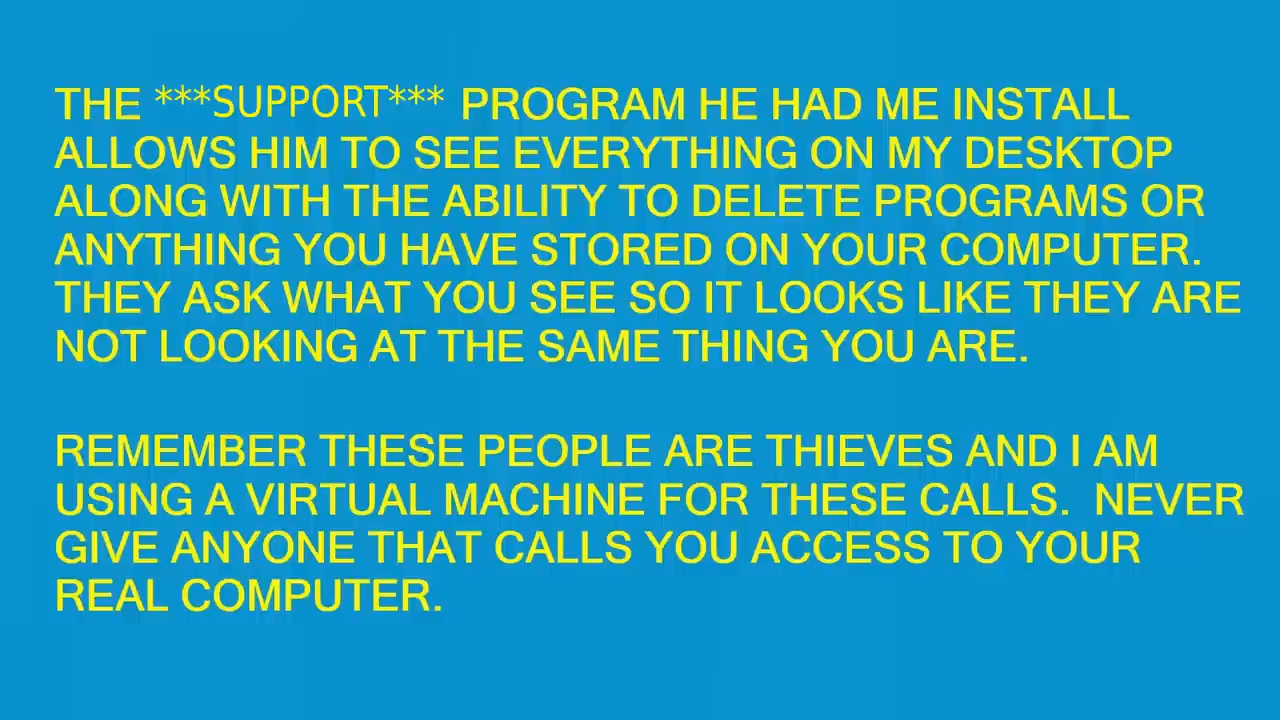 THE ***SUPPORT*** PROGRAM HE HAD ME INSTALL
ALLOWS HIM TO SEE EVERYTHING ON MY DESKTOP
ALONG WITH THE ABILITY TO DELETE PROGRAMS OR
ANYTHING YOU HAVE STORED ON YOUR COMPUTER.
THEY ASK WHAT YOU SEE SO IT LOOKS LIKE THEY ARE
NOT LOOKING AT THE SAME THING YOU ARE.
REMEMBER THESE PEOPLE ARE THIEVES AND I AM
USING A VIRTUAL MACHINE FOR THESE CALLS.  NEVER
GIVE ANYONE THAT CALLS YOU ACCESS TO YOUR
REAL COMPUTER.